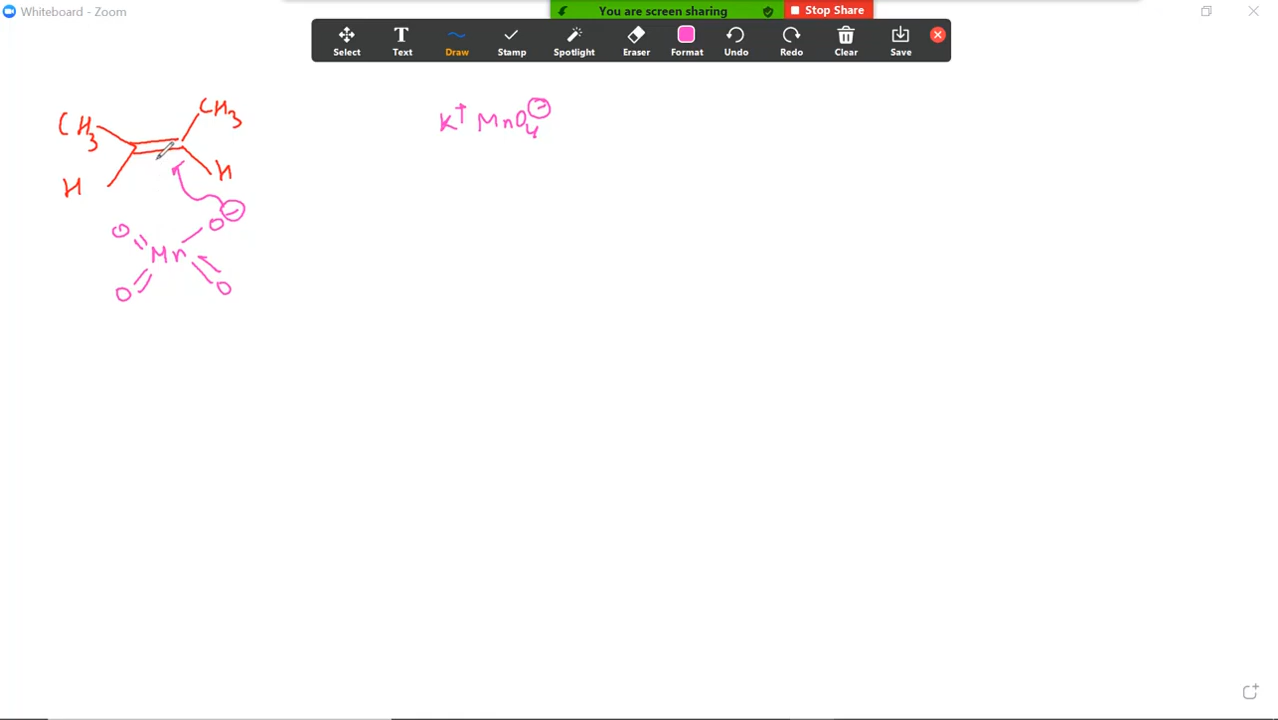 Whiteboard - Zoom
You are screen sharing
Stop Share
Select
Text
Draw
Stamp
Spotlight
Eraser
Format
Undo
Redo
Clear
Save
CH3
CH3
K+ MnO4-
H
H
O-
O
Mn
O
O